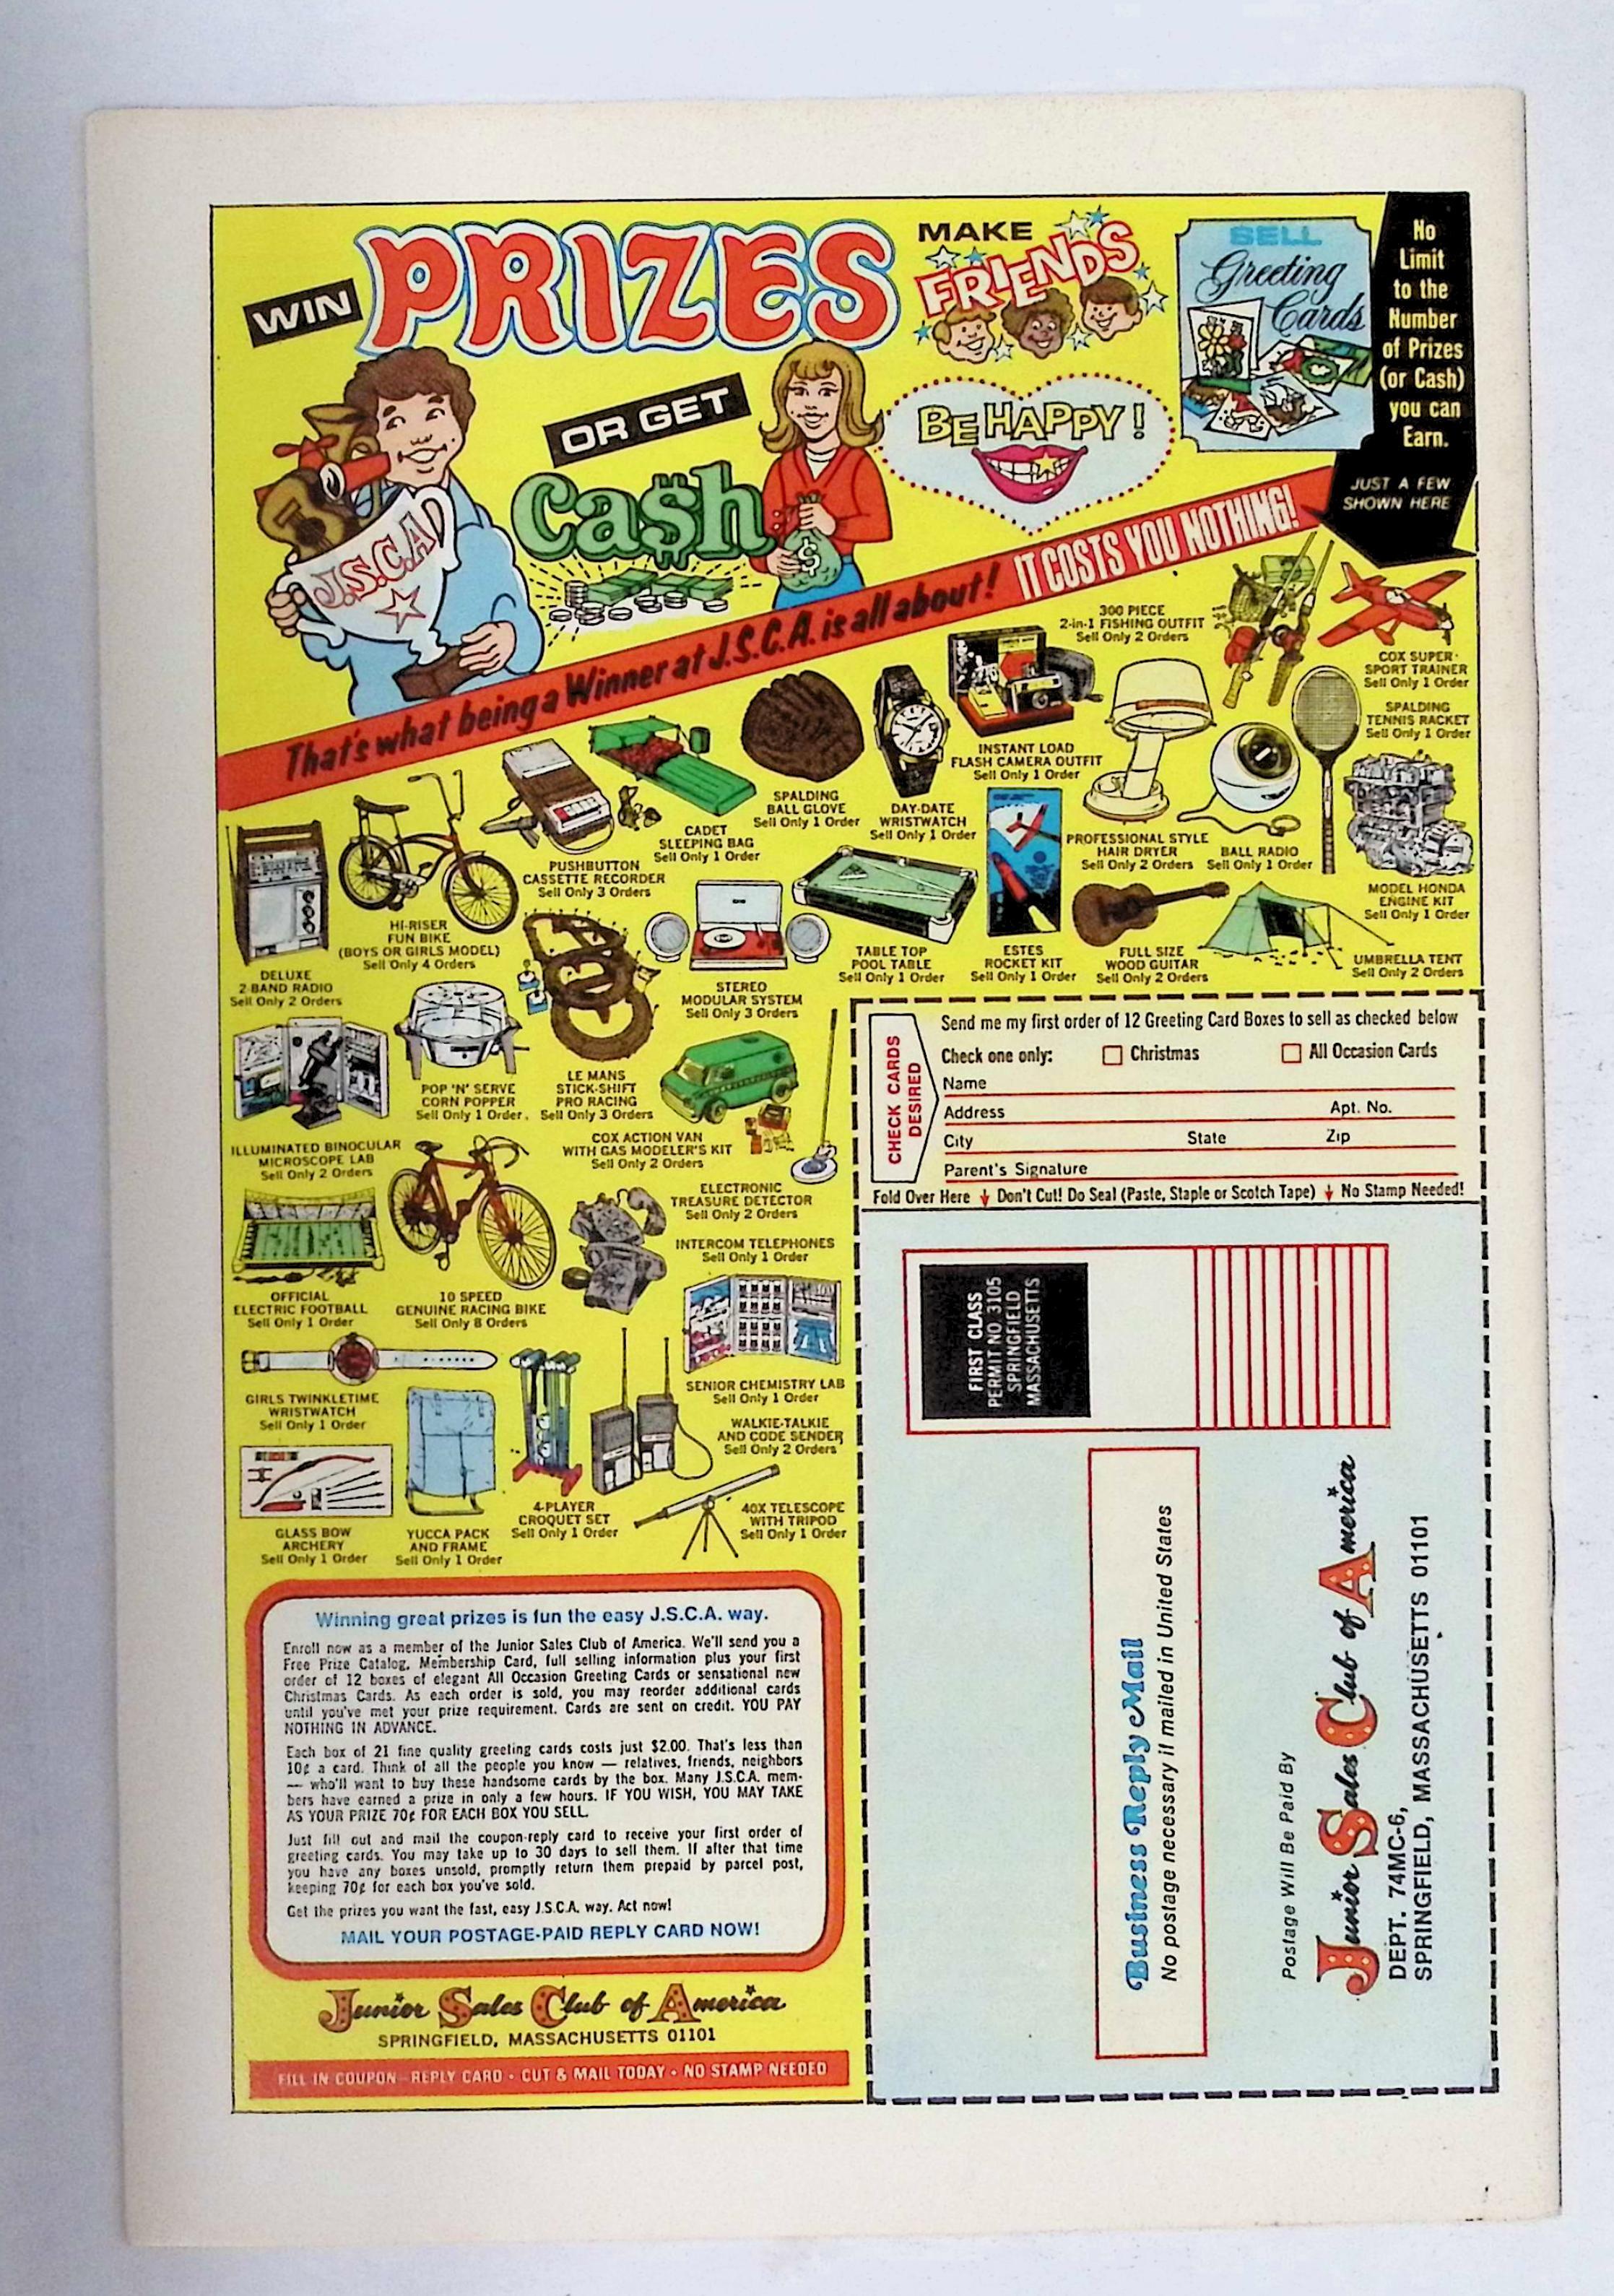 WIN PRIZES
OR GET
Ca$h
MAKE
FRIENDS
BE HAPPY!
SELL
Greeting
Cards
No
Limit
to the
Number
of Prizes
(or Cash)
you can
Earn.
JUST A FEW
SHOWN HERE
J.S.C.A.
$
That's what being a Winner at J.S.C.A. is all about! IT COSTS YOU NOTHING!
300 PIECE
2-in-1 FISHING OUTFIT
Sell Only 2 Orders
COX SUPER-
SPORT TRAINER
Sell Only 1 Order
SPALDING
TENNIS RACKET
Sell Only 1 Order
INSTANT LOAD
FLASH CAMERA OUTFIT
Sell Only 1 Order
SPALDING
BALL GLOVE
Sell Only 1 Order
DAY-DATE
WRISTWATCH
Sell Only 1 Order
CADET
SLEEPING BAG
Sell Only 1 Order
PROFESSIONAL STYLE
HAIR DRYER
Sell Only 2 Orders
BALL RADIO
Sell Only 1 Order
PUSHBUTTON
CASSETTE RECORDER
Sell Only 3 Orders
MODEL HONDA
ENGINE KIT
Sell Only 1 Order
HI-RISER
FUN BIKE
(BOYS OR GIRLS MODEL)
Sell Only 4 Orders
TABLE TOP
POOL TABLE
Sell Only 1 Order
ESTES
ROCKET KIT
Sell Only 1 Order
FULL SIZE
WOOD GUITAR
Sell Only 2 Orders
UMBRELLA TENT
Sell Only 2 Orders
DELUXE
2-BAND RADIO
Sell Only 2 Orders
STEREO
MODULAR SYSTEM
Sell Only 3 Orders
POP 'N' SERVE
CORN POPPER
Sell Only 1 Order
LE MANS
STICK-SHIFT
PRO RACING
Sell Only 3 Orders
ILLUMINATED BINOCULAR
MICROSCOPE LAB
Sell Only 2 Orders
COX ACTION VAN
WITH GAS MODELER'S KIT
Sell Only 2 Orders
ELECTRONIC
TREASURE DETECTOR
Sell Only 2 Orders
INTERCOM TELEPHONES
Sell Only 1 Order
OFFICIAL
ELECTRIC FOOTBALL
Sell Only 1 Order
10 SPEED
GENUINE RACING BIKE
Sell Only 8 Orders
SENIOR CHEMISTRY LAB
Sell Only 1 Order
GIRLS TWINKLETIME
WRISTWATCH
Sell Only 1 Order
WALKIE-TALKIE
AND CODE SENDER
Sell Only 2 Orders
GLASS BOW
ARCHERY
Sell Only 1 Order
YUCCA PACK
AND FRAME
Sell Only 1 Order
4-PLAYER
CROQUET SET
Sell Only 1 Order
40X TELESCOPE
WITH TRIPOD
Sell Only 1 Order
Winning great prizes is fun the easy J.S.C.A. way.
Enroll now as a member of the Junior Sales Club of America. We'll send you a
Free Prize Catalog, Membership Card, full selling information plus your first
order of 12 boxes of elegant All Occasion Greeting Cards or sensational new
Christmas Cards. As each order is sold, you may reorder additional cards
until you've met your prize requirement. Cards are sent on credit. YOU PAY
NOTHING IN ADVANCE.
Each box of 21 fine quality greeting cards costs just $2.00. That's less than
10¢ a card. Think of all the people you know — relatives, friends, neighbors
— who'll want to buy these handsome cards by the box. Many J.S.C.A. mem-
bers have earned a prize in only a few hours. IF YOU WISH, YOU MAY TAKE
AS YOUR PRIZE 70¢ FOR EACH BOX YOU SELL.
Just fill out and mail the coupon-reply card to receive your first order of
greeting cards. You may take up to 30 days to sell them. If after that time
you have any boxes unsold, promptly return them prepaid by parcel post,
keeping 70¢ for each box you've sold.
Get the prizes you want the fast, easy J.S.C.A. way. Act now!
MAIL YOUR POSTAGE-PAID REPLY CARD NOW!
Junior Sales Club of America
SPRINGFIELD, MASSACHUSETTS 01101
FILL IN COUPON-REPLY CARD • CUT & MAIL TODAY • NO STAMP NEEDED
CHECK CARDS
DESIRED
Send me my first order of 12 Greeting Card Boxes to sell as checked below
Check one only: Christmas All Occasion Cards
Name
Address Apt. No.
City State Zip
Parent's Signature
Fold Over Here Don't Cut! Do Seal (Paste, Staple or Scotch Tape) No Stamp Needed!
FIRST CLASS
PERMIT NO. 3105
SPRINGFIELD
MASSACHUSETTS
Business Reply Mail
No postage necessary if mailed in United States
Postage Will Be Paid By
Junior Sales Club of America
DEPT. 74MC-6,
SPRINGFIELD, MASSACHUSETTS 01101